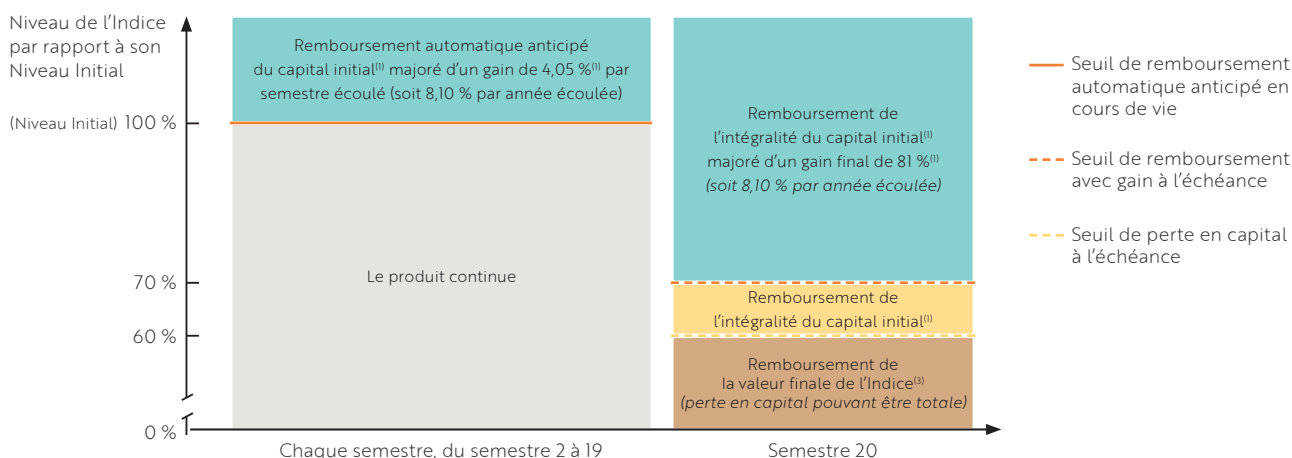 Niveau de l’Indice
par rapport à son
Niveau Initial
(Niveau Initial) 100 %
70 %
60 %
0 %
Remboursement automatique anticipé
du capital initial⁽¹⁾ majoré d’un gain de 4,05 %⁽¹⁾ par
semestre écoulé (soit 8,10 % par année écoulée)
Le produit continue
Remboursement de
l’intégralité du capital initial⁽¹⁾
majoré d’un gain final de 81 %⁽¹⁾
(soit 8,10 % par année écoulée)
Remboursement de
l’intégralité du capital initial⁽¹⁾
Remboursement de
la valeur finale de l’Indice⁽³⁾
(perte en capital pouvant être totale)
Chaque semestre, du semestre 2 à 19
Semestre 20
Seuil de remboursement
automatique anticipé en
cours de vie
Seuil de remboursement
avec gain à l’échéance
Seuil de perte en capital
à l’échéance